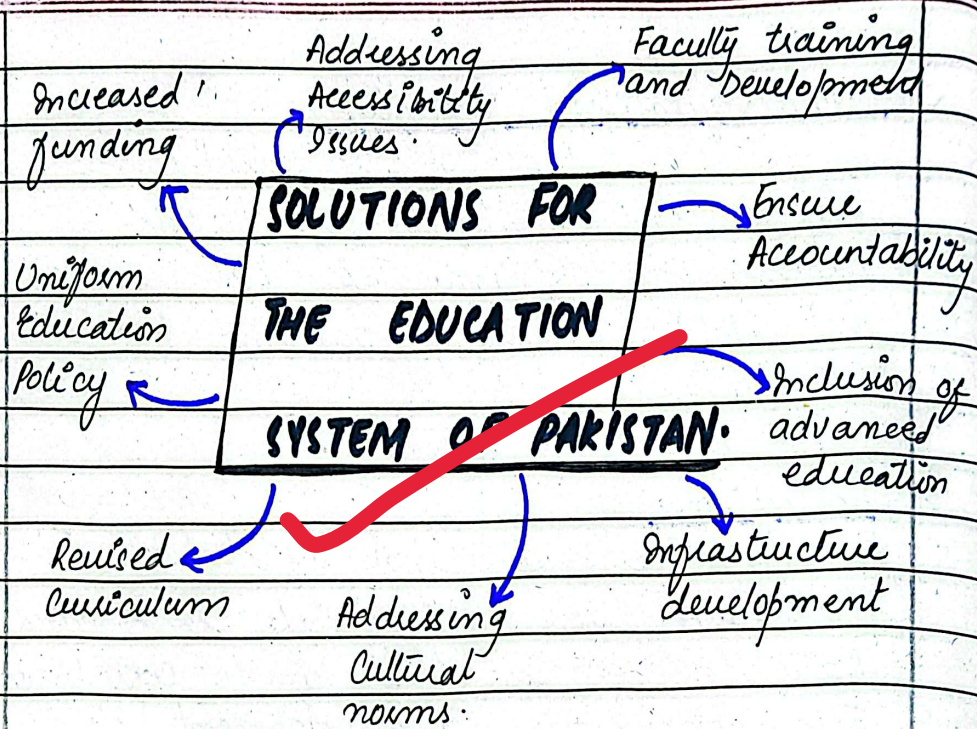 Addressing
Accessibility
Issues.
Faculty training
and Development
Increased
funding
SOLUTIONS FOR
THE EDUCATION
SYSTEM OF PAKISTAN.
Ensure
Accountability
Uniform
Education
Policy
Inclusion of
advanced
education
Revised
Curriculum
Addressing
Cultural
norms.
Infrastructure
development